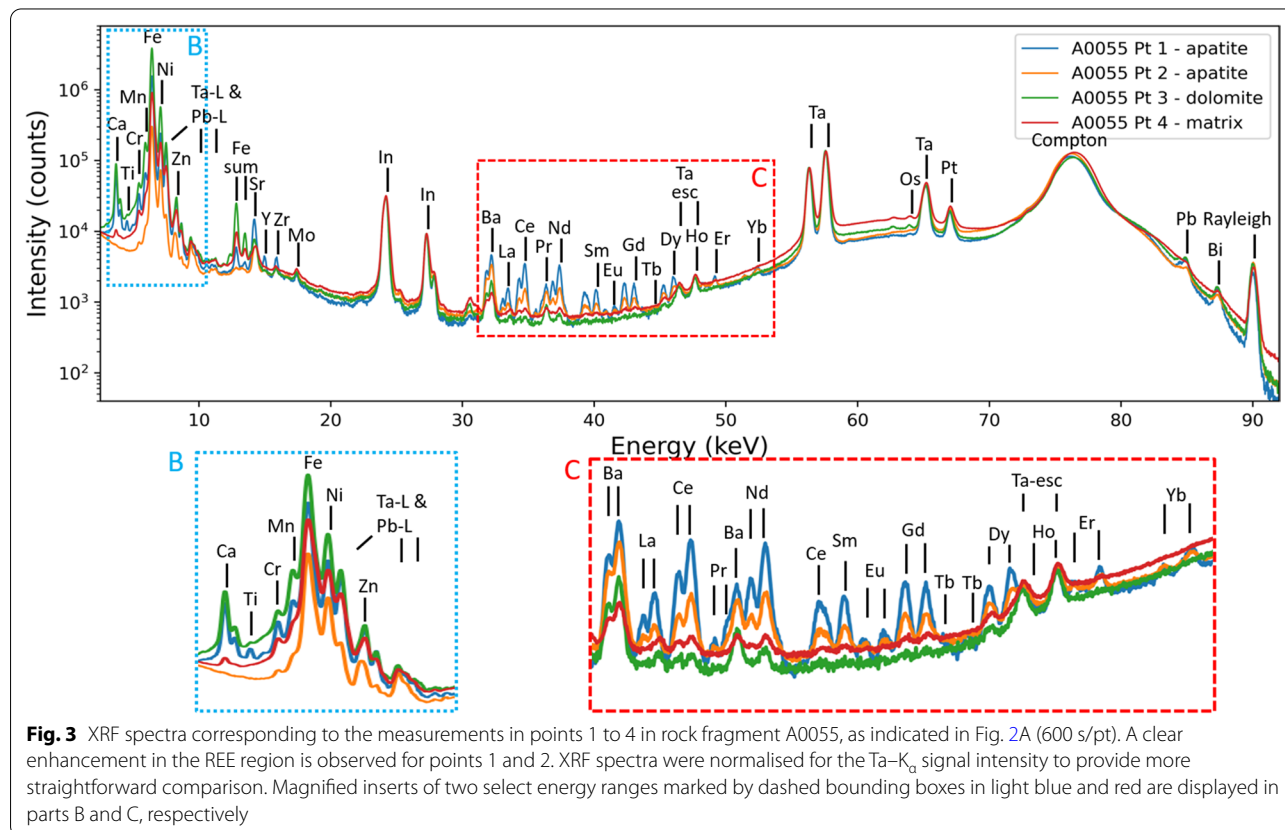 B
Fe
Ni
Mn
Ta-L &
Pb-L
Ca
Cr
Ti
Zn
Fe
sum
Sr
Y
Zr
Mo
In
In
Ta
esc
C
Ba
La
Ce
Pr
Nd
Sm
Eu
Gd
Tb
Dy
Ho
Er
Yb
Ta
Os
Ta
Pt
Compton
Pb
Rayleigh
Bi
A0055 Pt 1 - apatite
A0055 Pt 2 - apatite
A0055 Pt 3 - dolomite
A0055 Pt 4 - matrix
Intensity (counts)
10⁶
10⁵
10⁴
10³
10²
10 20 30 40 50 60 70 80 90
Energy (keV)
B
Fe
Ni
Ta-L &
Pb-L
Mn
Ca
Cr
Ti
Zn
C
Ba
La
Ce
Pr
Ba
Nd
Ce
Sm
Eu
Gd
Tb
Tb
Dy
Ta-esc
Ho
Er
Yb
Fig. 3 XRF spectra corresponding to the measurements in points 1 to 4 in rock fragment A0055, as indicated in Fig. 2A (600 s/pt). A clear
enhancement in the REE region is observed for points 1 and 2. XRF spectra were normalised for the Ta–Kα signal intensity to provide more
straightforward comparison. Magnified inserts of two select energy ranges marked by dashed bounding boxes in light blue and red are displayed in
parts B and C, respectively